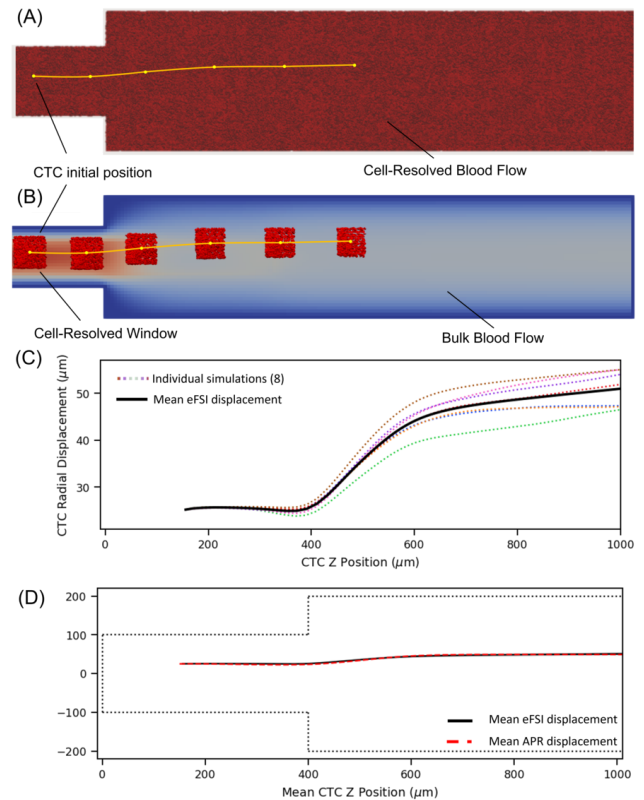 (A)
CTC initial position
Cell-Resolved Blood Flow
(B)
Cell-Resolved Window
Bulk Blood Flow
(C)
CTC Radial Displacement (μm)
50
40
30
Individual simulations (8)
Mean eFSI displacement
0 200 400 600 800 1000
CTC Z Position (μm)
(D)
200
100
0
−100
−200
Mean eFSI displacement
Mean APR displacement
0 200 400 600 800 1000
Mean CTC Z Position (μm)